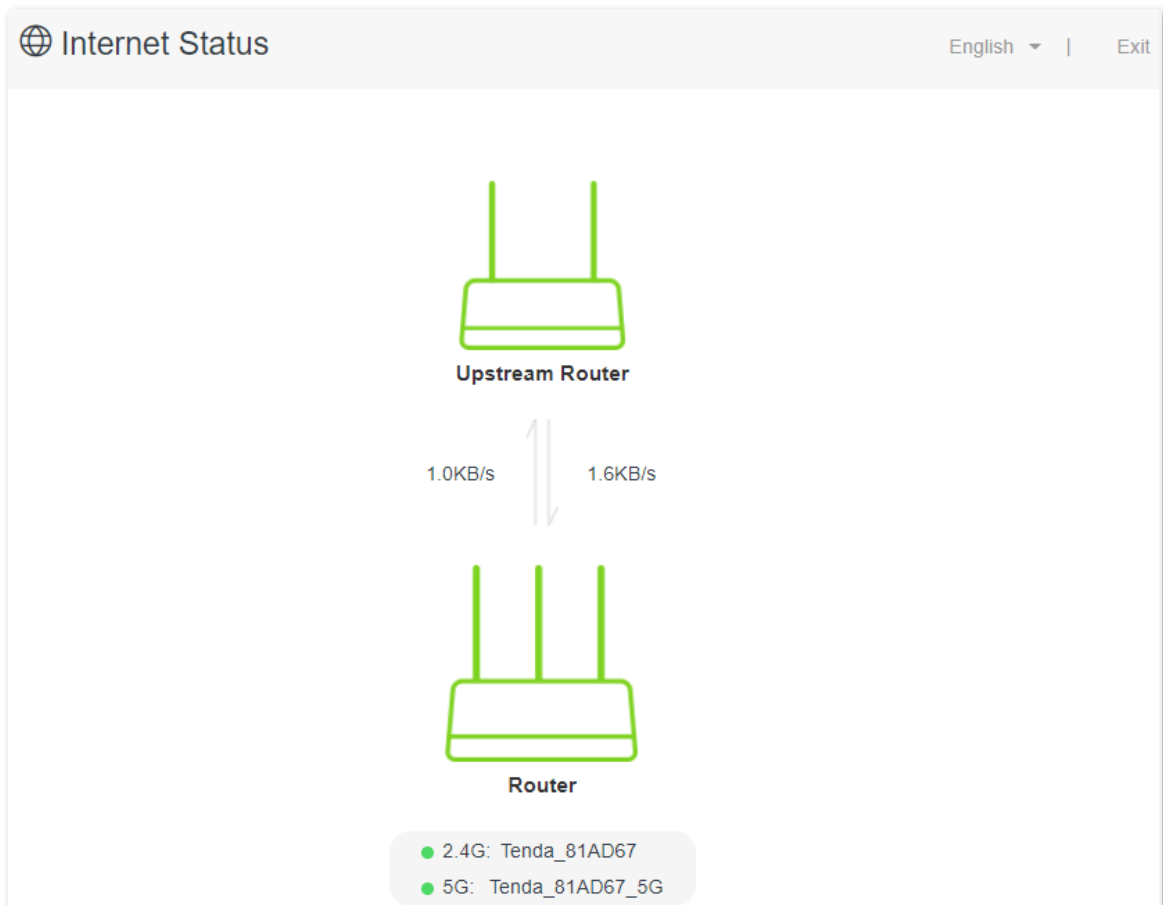 Internet Status
English | Exit
Upstream Router
1.0KB/s 1.6KB/s
Router
2.4G: Tenda_81AD67
5G: Tenda_81AD67_5G